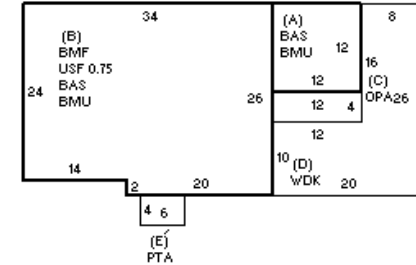 34
(A)
8
(B)
BAS
BMF
BMU
12
USF 0.75
16
BAS
12
(C)
24
BMU
26
12
4
OPA26
12
14
10
(D)
WDK
2
20
20
4
6
(E)
PTA